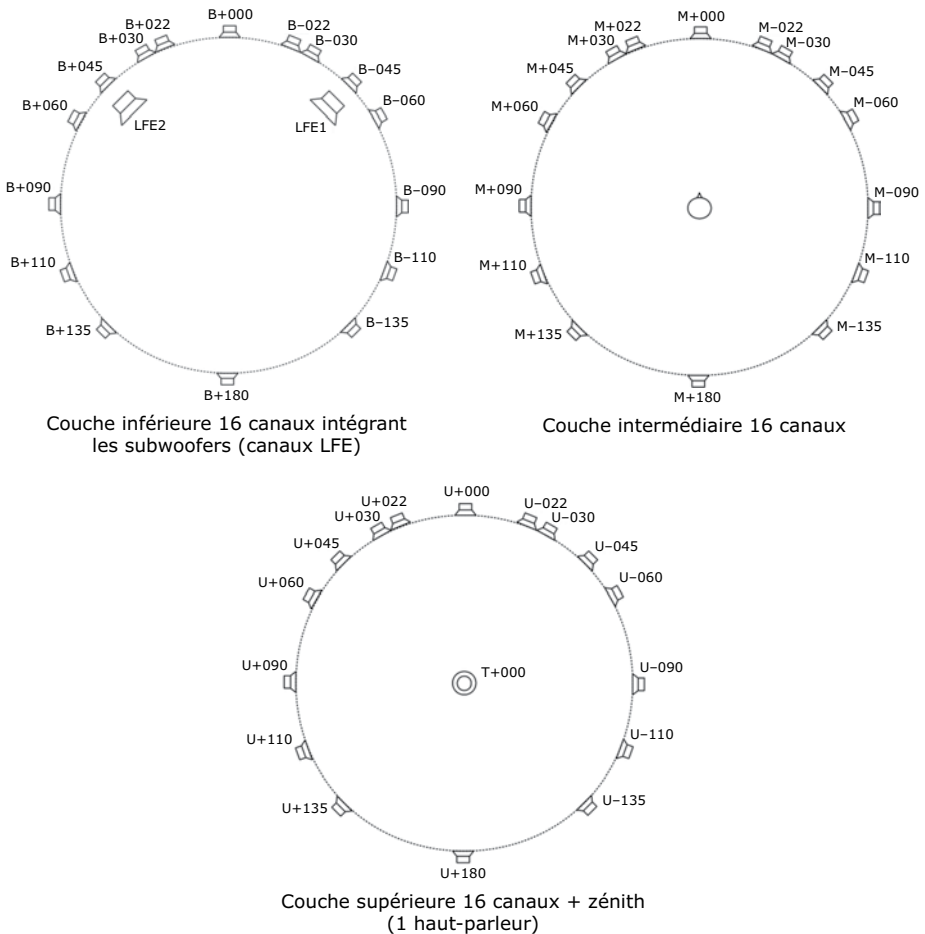 B+000
B+022
B−022
B+030
B−030
B+045
B−045
B+060
B−060
LFE2
LFE1
B+090
B−090
B+110
B−110
B+135
B−135
B+180
Couche inférieure 16 canaux intégrant
les subwoofers (canaux LFE)
M+000
M+022
M−022
M+030
M−030
M+045
M−045
M+060
M−060
M+090
M−090
M+110
M−110
M+135
M−135
M+180
Couche intermédiaire 16 canaux
U+000
U+022
U−022
U+030
U−030
U+045
U−045
U+060
U−060
U+090
T+000
U−090
U+110
U−110
U+135
U−135
U+180
Couche supérieure 16 canaux + zénith
(1 haut-parleur)